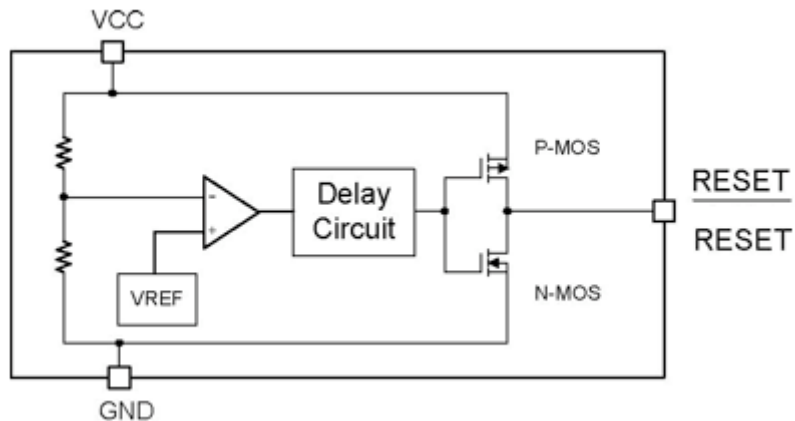 VCC
P-MOS
RESET
RESET
-
+
Delay
Circuit
VREF
N-MOS
GND